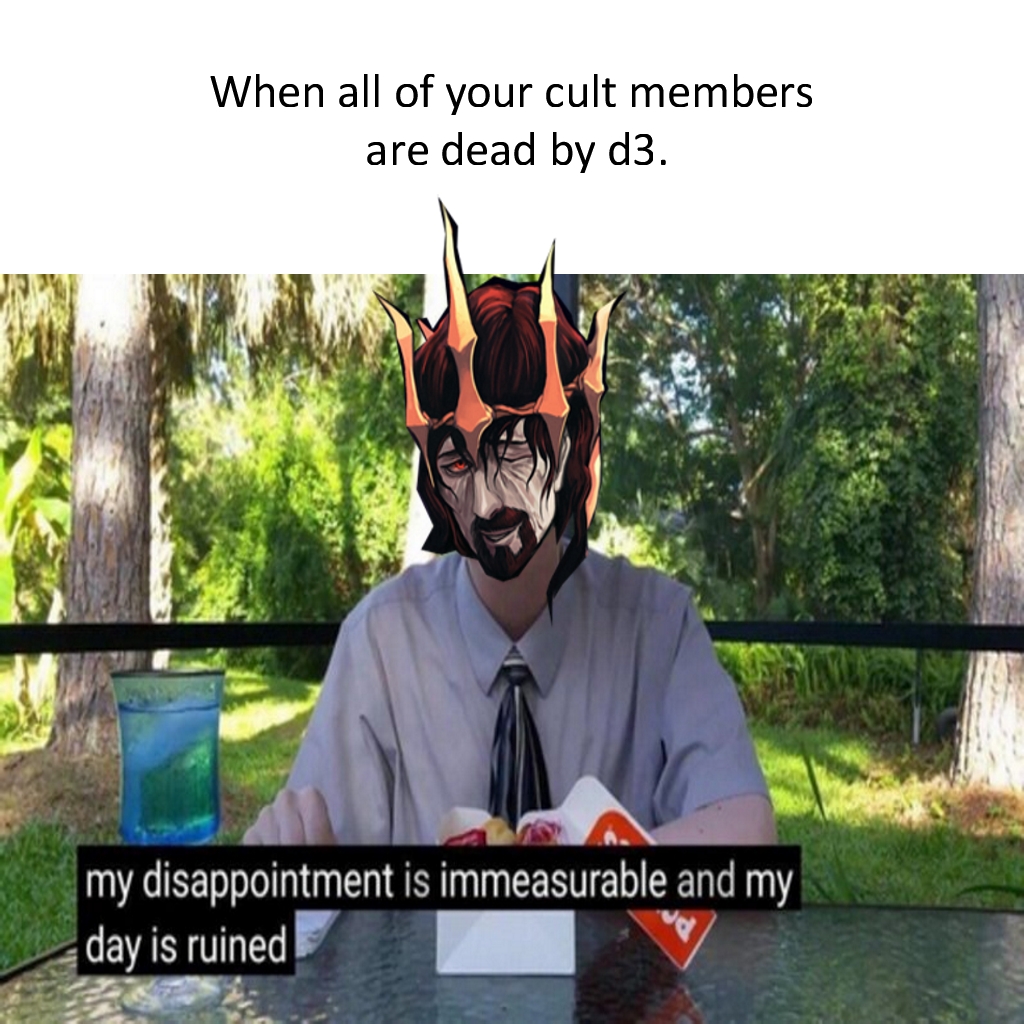 When all of your cult members
are dead by d3.
my disappointment is immeasurable and my
day is ruined